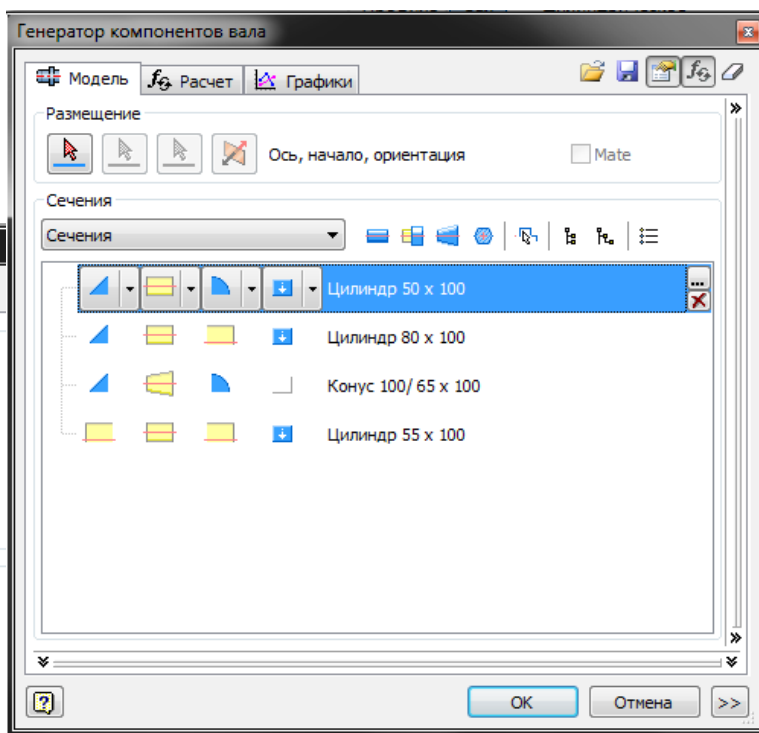 Генератор компонентов вала
Модель
Расчет
Графики
Размещение
Ось, начало, ориентация
Mate
Сечения
Сечения
Цилиндр 50 x 100
...
Цилиндр 80 x 100
Конус 100/ 65 x 100
Цилиндр 55 x 100
?
OK
Отмена
>>